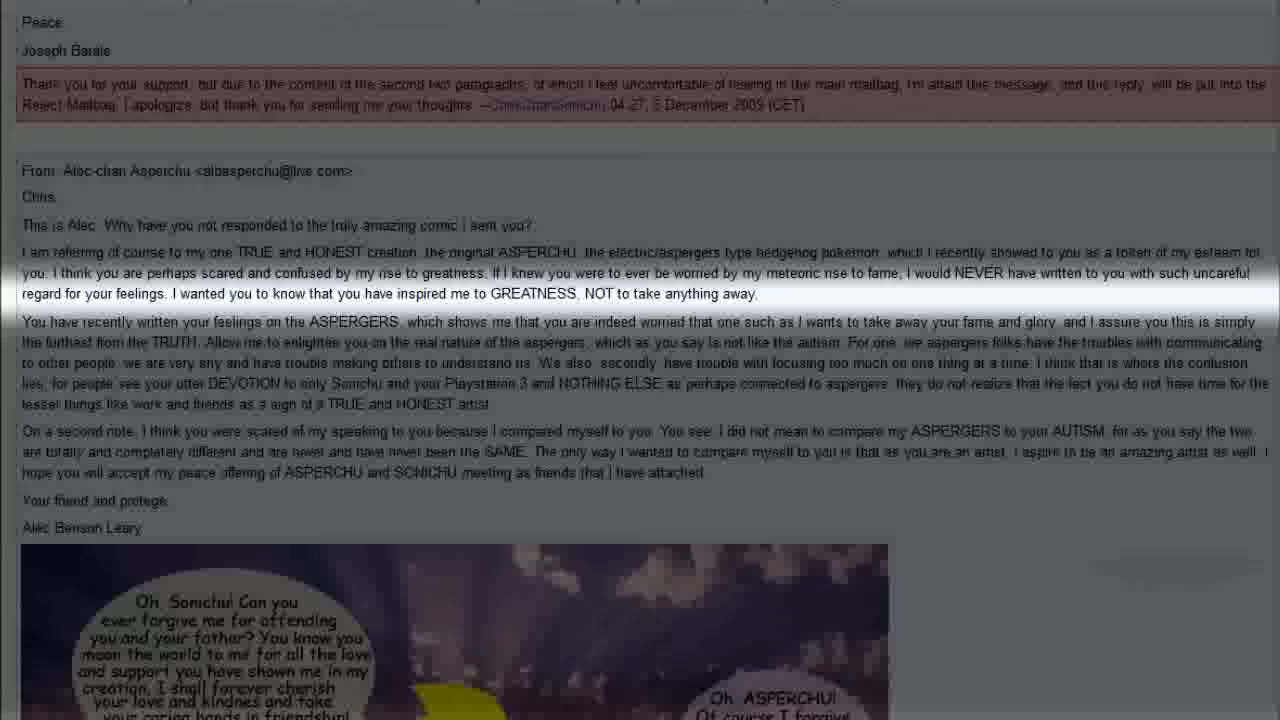 Peace.
Joseph Barale
Thank you for your support, but due to the content of the second two paragraphs, of which I feel uncomfortable of leaving in the main mailbag, I'm afraid this message, and this reply, will be put into the
Reject Mailbag. I apologize, but thank you for sending me your thoughts. 04:27, 5 December 2009 (CET)
From: Alec-chan Asperchu <albasperchu@live.com>
Chris,
This is Alec. Why have you not responded to the truly amazing comic I sent you?
I am refering of course to my one TRUE and HONEST creation, the original ASPERCHU, the electric/aspergers type hedgehog pokemon, which I recently showed to you as a token of my esteem for
you. I think you are perhaps scared and confused by my rise to greatness. If I knew you were to ever be worried by my meteoric rise to fame, I would NEVER have written to you with such uncareful
regard for your feelings. I wanted you to know that you have inspired me to GREATNESS, NOT to take anything away.
You have recently written your feelings on the ASPERGERS, which shows me that you are indeed worried that one such as I wants to take away your fame and glory, and I assure you this is simply
the furthest from the TRUTH. Allow me to enlighten you on the real nature of the aspergers, which as you say is not like the autism. For one, we aspergers folks have the troubles with communicating
to other people, we are very shy and have trouble making others to understand us. We also, secondly, have trouble with focusing too much on one thing at a time. I think that is where the confusion
lies, for people see your utter DEVOTION to only Sonichu and your Playstation 3 and NOTHING ELSE as perhaps connected to aspergers, they do not realize that the fact you do not have time for the
lesser things like work and friends as a sign of a TRUE and HONEST artist.
On a second note, I think you were scared of my speaking to you because I compared myself to you. You see, I did not mean to compare my ASPERGERS to your AUTISM, for as you say the two
are totally and completely different and are never and have never been the SAME. The only way I wanted to compare myself to you is that as you are an artist, I aspire to be an amazing artist as well. I
hope you will accept my peace offering of ASPERCHU and SONICHU meeting as friends that I have attached.
Your friend and protege,
Alec Benson Leary
Oh, Sonichu! Can you
ever forgive me for offending
you and your father? You know you
mean the world to me for all the love
and support you have shown me in my
creation. I shall forever cherish
your love and kindnes and take
your caring hands in friendship!
Oh, ASPERCHU!
Of course I forgive